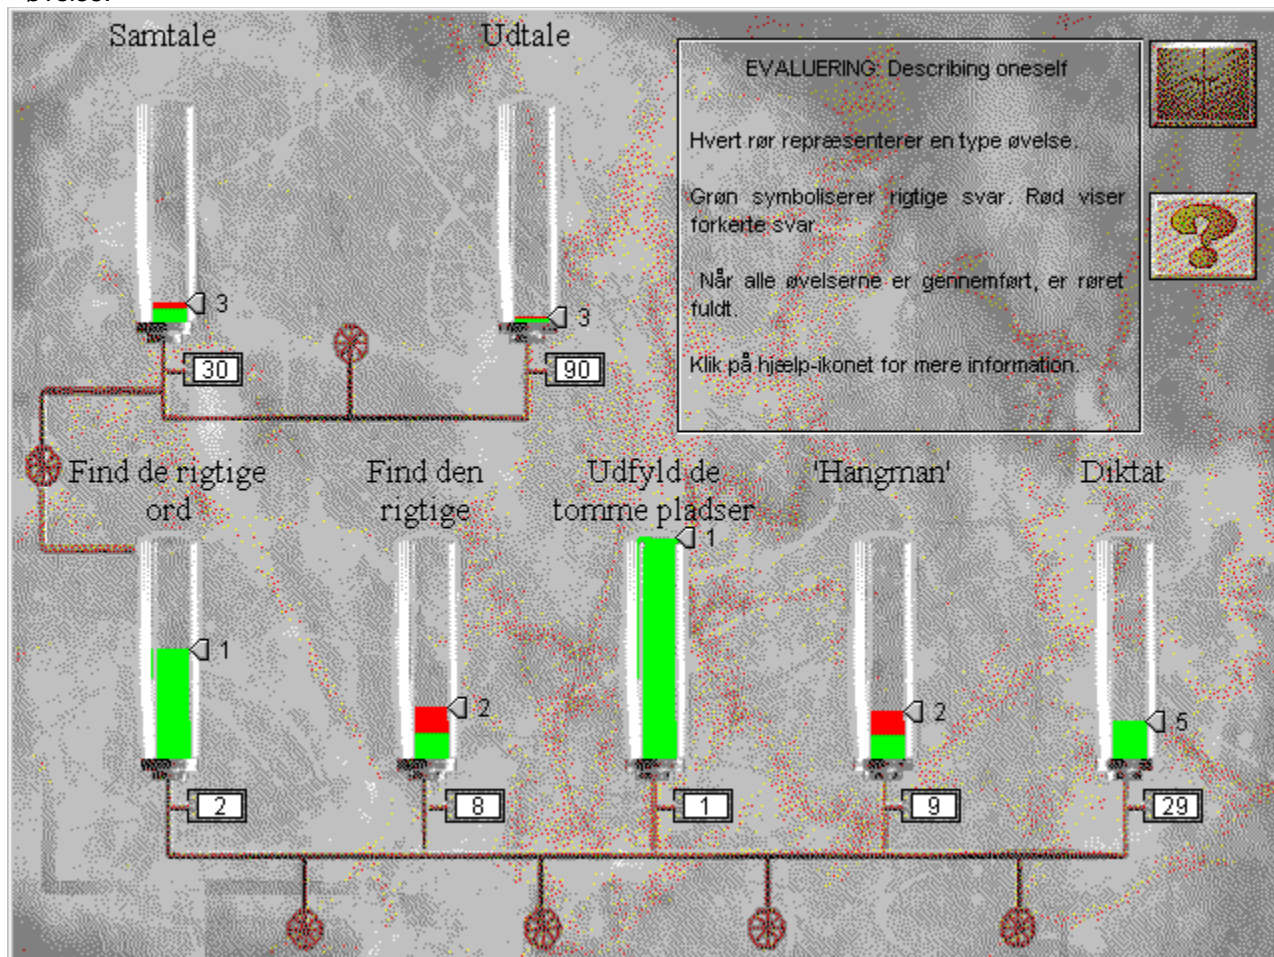 øvelse.
Samtale
Udtale
EVALUERING: Describing oneself
Hvert rør repræsenterer en type øvelse.
Grøn symboliserer rigtige svar. Rød viser
forkerte svar.
Når alle øvelserne er gennemført, er røret
fuldt.
Klik på hjælp-ikonet for mere information.
3
3
30
90
Find de rigtige
ord
Find den
rigtige
Udfyld de
tomme pladser
'Hangman'
Diktat
1
2
1
2
5
2
8
1
9
29